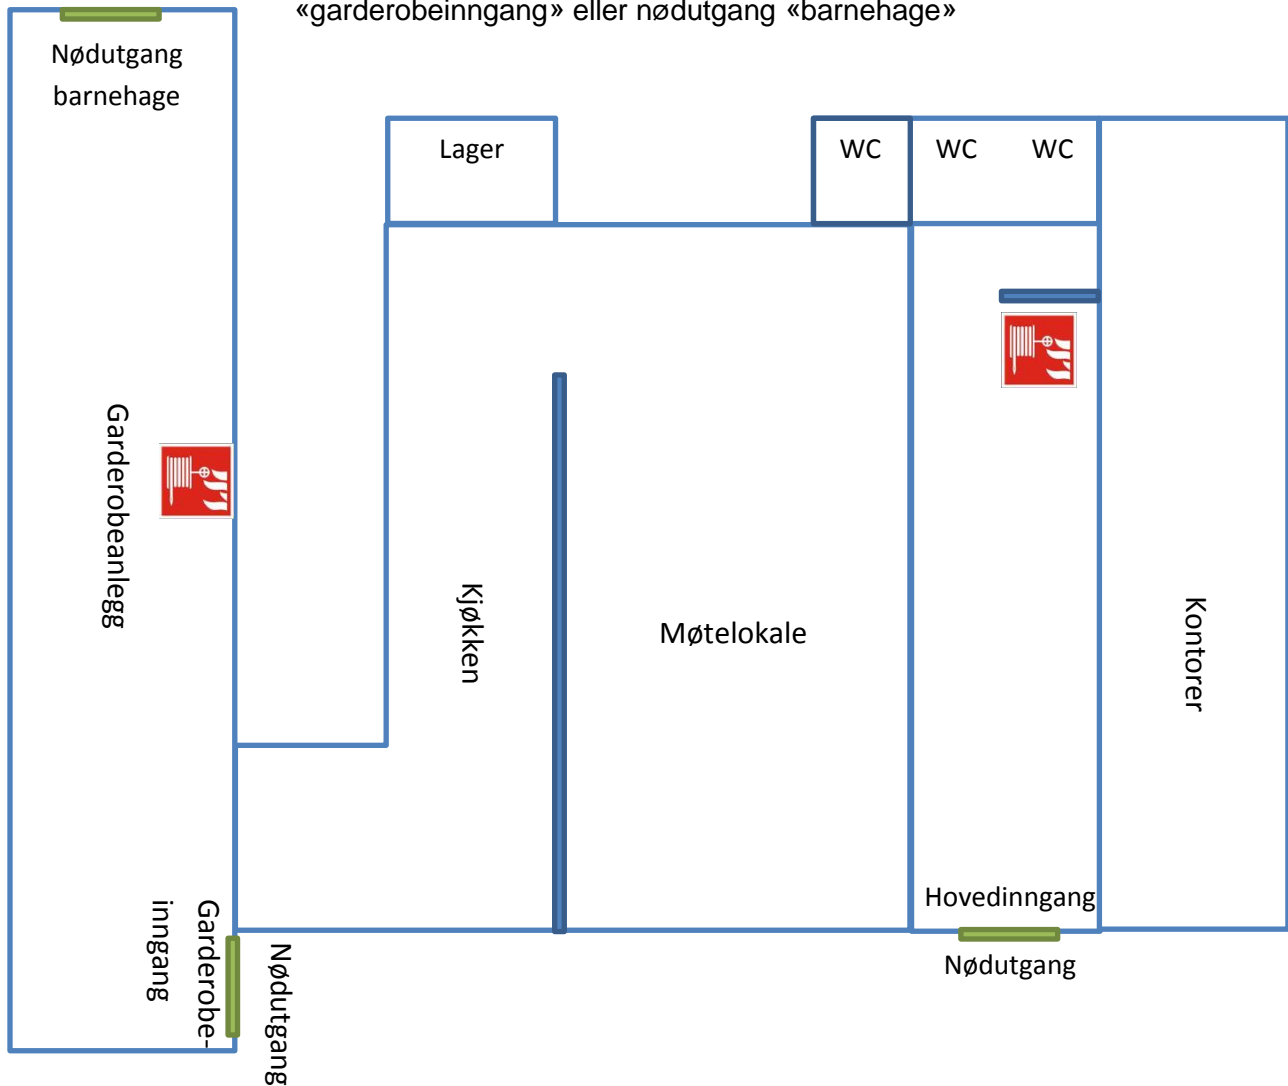 «garderobeinngang» eller nødutgang «barnehage»
Nødutgang
barnehage
Lager
WC
WC
WC
Garderobeanlegg
Kjøkken
Møtelokale
Kontorer
Garderobe-
inngang
Nødutgang
Hovedinngang
Nødutgang